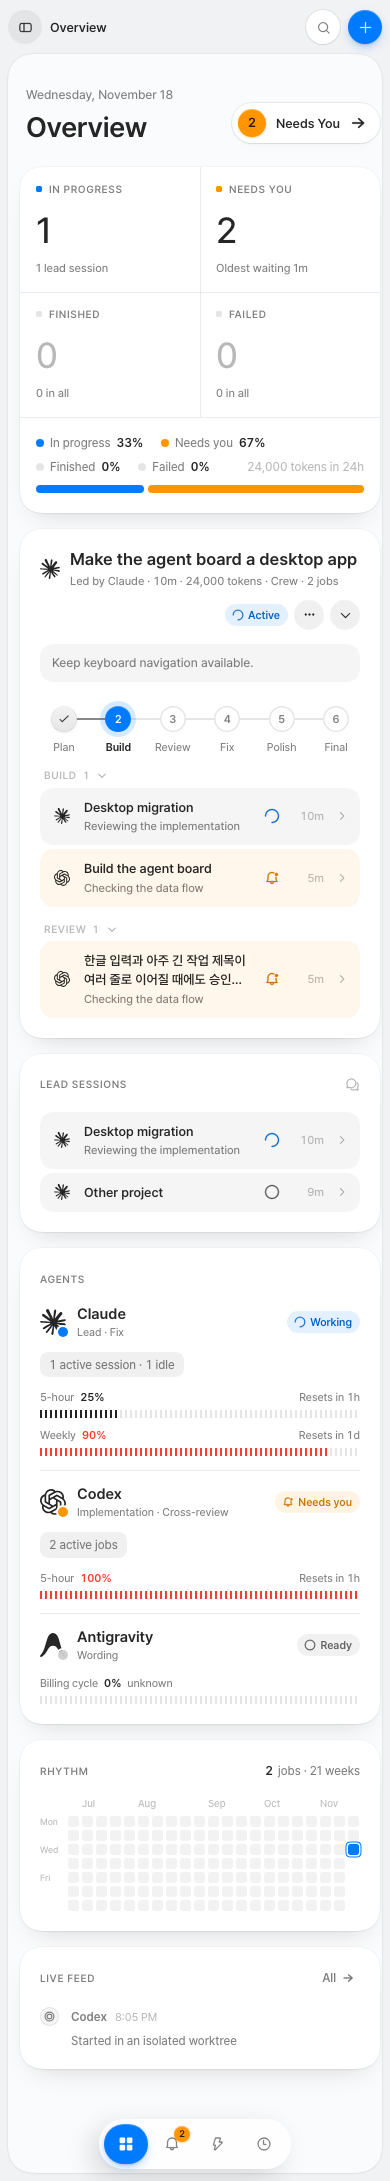 Overview
Wednesday, November 18
Overview
2 Needs You
IN PROGRESS
1
1 lead session
NEEDS YOU
2
Oldest waiting 1m
FINISHED
0
0 in all
FAILED
0
0 in all
In progress 33% Needs you 67%
Finished 0% Failed 0% 24,000 tokens in 24h
Make the agent board a desktop app
Led by Claude · 10m · 24,000 tokens · Crew · 2 jobs
Active
Keep keyboard navigation available.
2 3 4 5 6
Plan Build Review Fix Polish Final
BUILD 1
Desktop migration
Reviewing the implementation
10m
Build the agent board
Checking the data flow
5m
REVIEW 1
한글 입력과 아주 긴 작업 제목이
여러 줄로 이어질 때에도 승인...
Checking the data flow
5m
LEAD SESSIONS
Desktop migration
Reviewing the implementation
10m
Other project
9m
AGENTS
Claude
Lead · Fix
Working
1 active session · 1 idle
5-hour 25% Resets in 1h
Weekly 90% Resets in 1d
Codex
Implementation · Cross-review
Needs you
2 active jobs
5-hour 100% Resets in 1h
Antigravity
Wording
Ready
Billing cycle 0% unknown
RHYTHM
2 jobs · 21 weeks
Jul Aug Sep Oct Nov
Mon
Wed
Fri
LIVE FEED
All
Codex 8:05 PM
Started in an isolated worktree
2